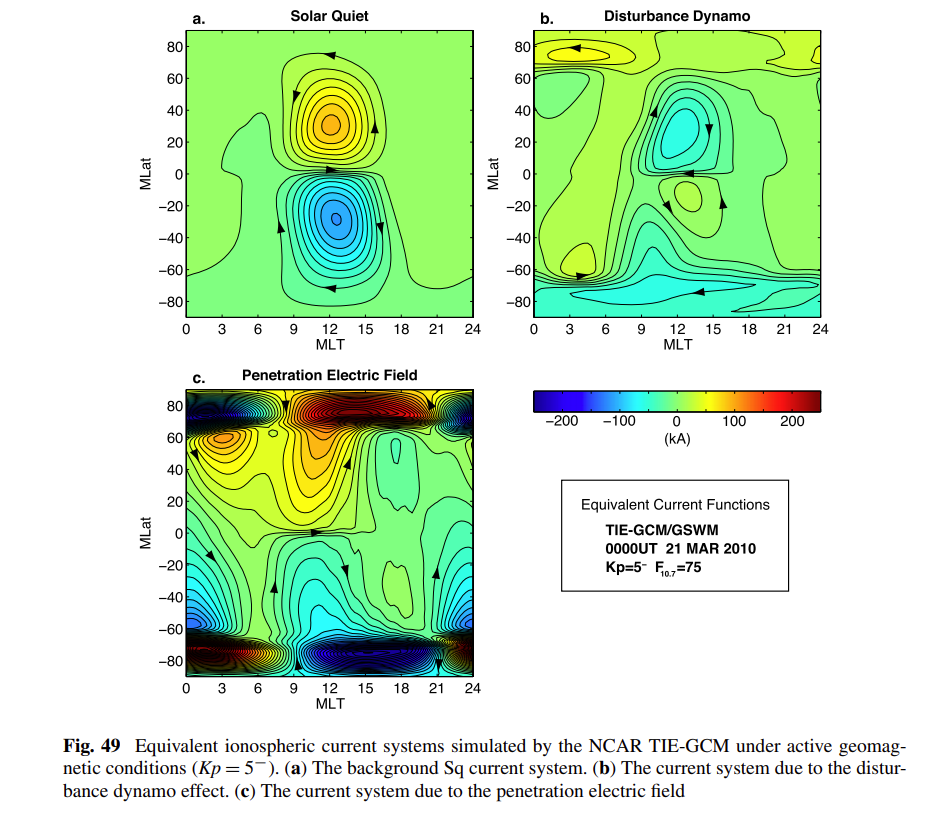 a. Solar Quiet
80
60
40
20
0
−20
−40
−60
−80
MLat
0 3 6 9 12 15 18 21 24
MLT
b. Disturbance Dynamo
80
60
40
20
0
−20
−40
−60
−80
MLat
0 3 6 9 12 15 18 21 24
MLT
c. Penetration Electric Field
80
60
40
20
0
−20
−40
−60
−80
MLat
0 3 6 9 12 15 18 21 24
MLT
−200 −100 0 100 200
(kA)
Equivalent Current Functions
TIE-GCM/GSWM
0000UT 21 MAR 2010
Kp=5⁻ F10.7=75
Fig. 49 Equivalent ionospheric current systems simulated by the NCAR TIE-GCM under active geomag-
netic conditions (Kp = 5⁻). (a) The background Sq current system. (b) The current system due to the distur-
bance dynamo effect. (c) The current system due to the penetration electric field